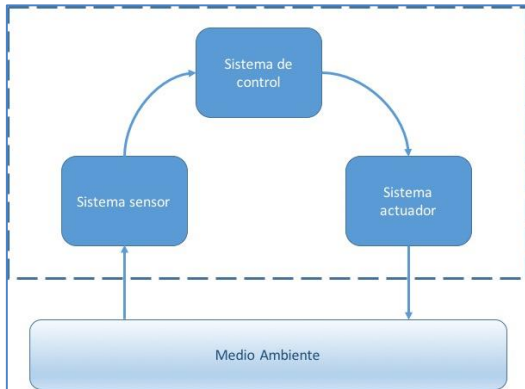 Sistema de
control
Sistema sensor
Sistema
actuador
Medio Ambiente